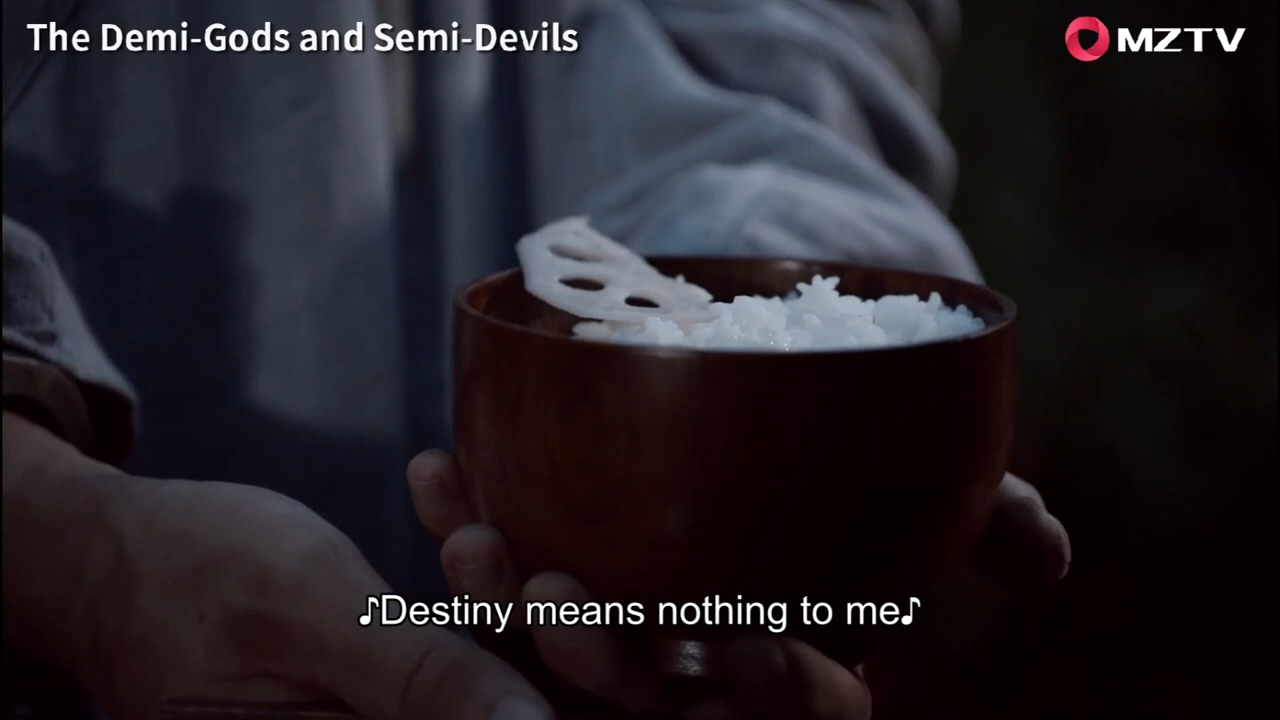 The Demi-Gods and Semi-Devils
MZTV
♪Destiny means nothing to me♪